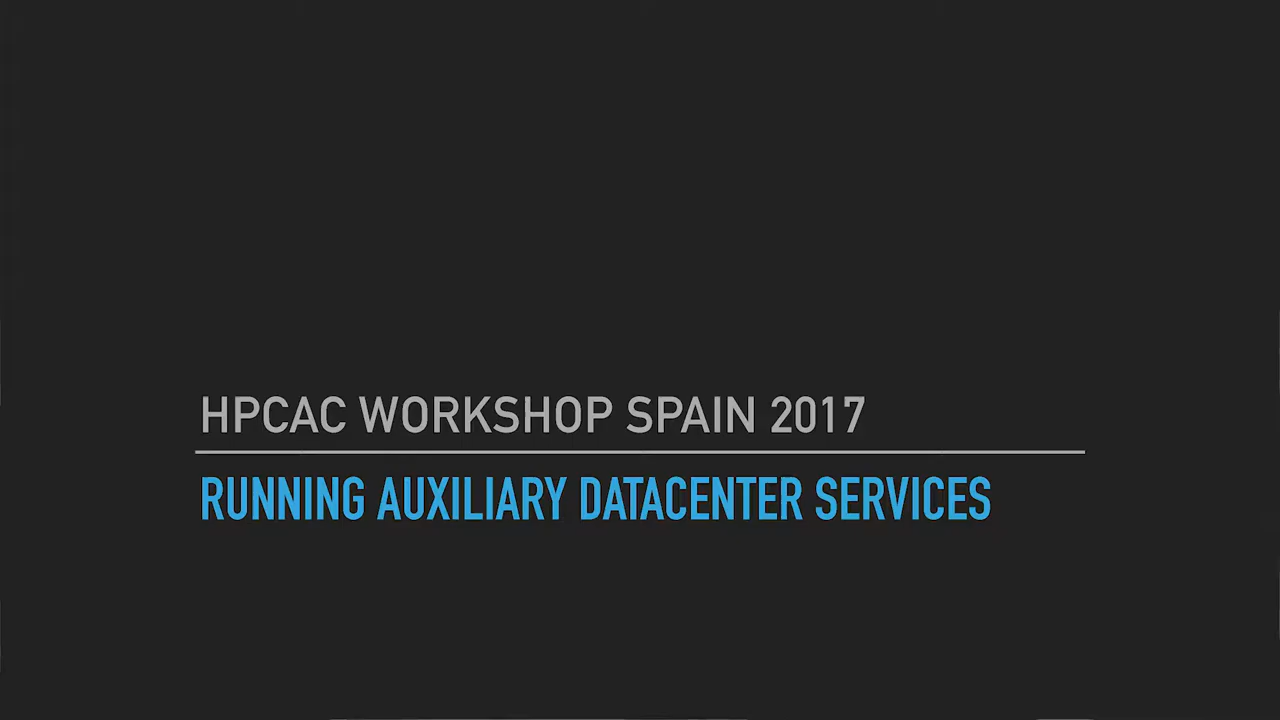 HPCAC WORKSHOP SPAIN 2017
RUNNING AUXILIARY DATACENTER SERVICES